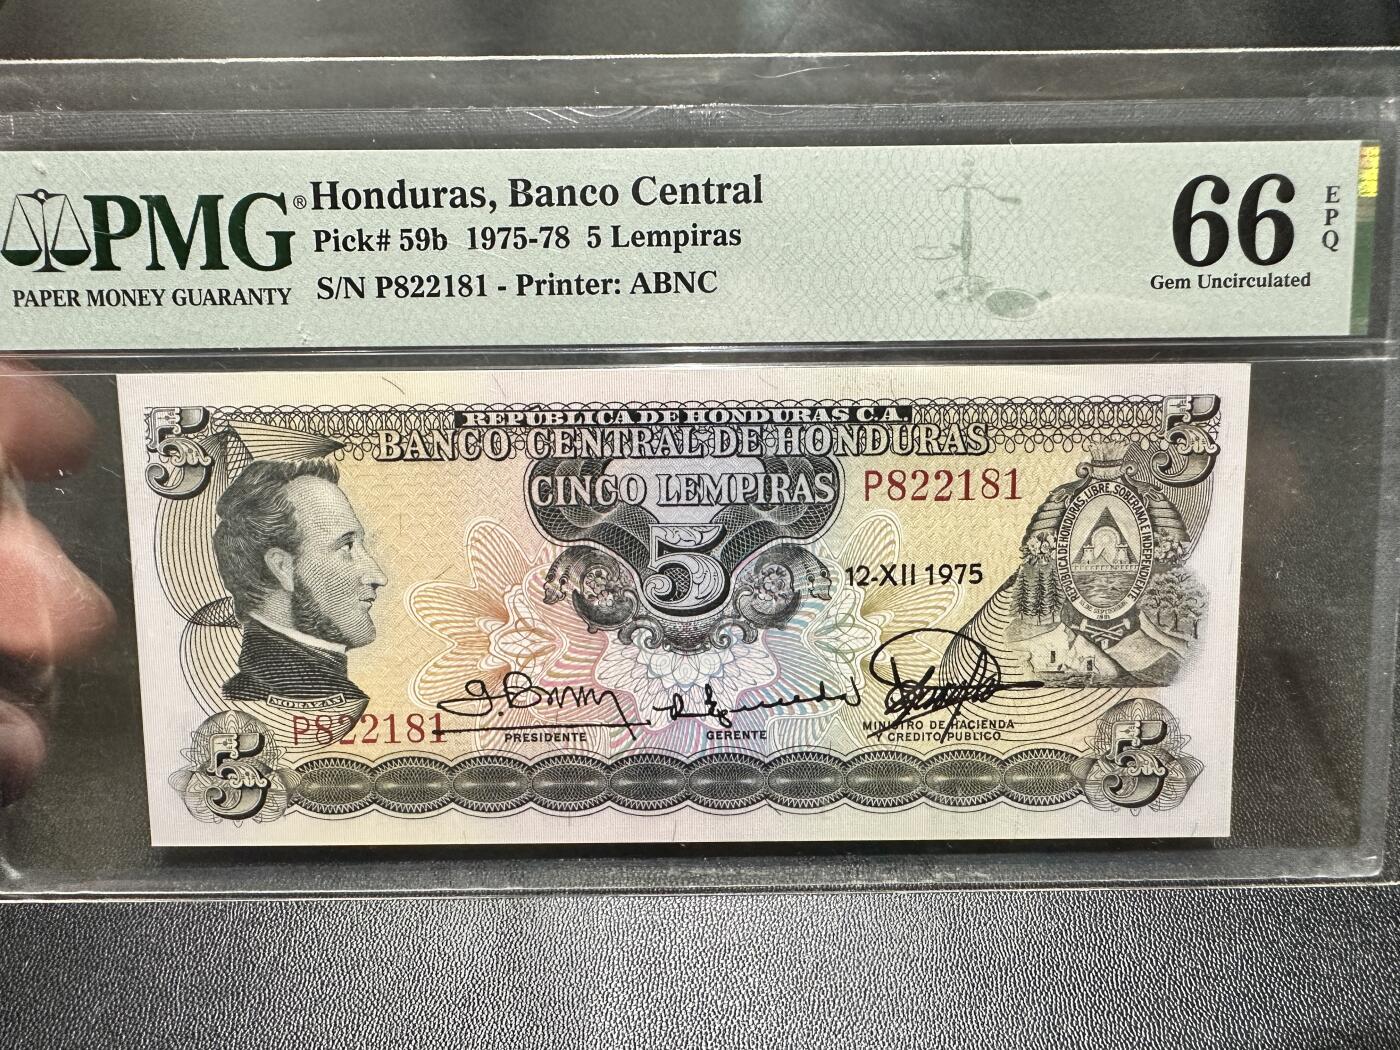 PMG®
PAPER MONEY GUARANTY
Honduras, Banco Central
Pick# 59b 1975-78 5 Lempiras
S/N P822181 - Printer: ABNC
66
EPQ
Gem Uncirculated
REPÚBLICA DE HONDURAS C.A.
BANCO CENTRAL DE HONDURAS
CINCO LEMPIRAS
P822181
5
5
5
12-XII 1975
REPUBLICA DE HONDURAS, LIBRE, SOBERANA E INDEPENDIENTE
MORAZAN
P822181
PRESIDENTE
GERENTE
MINISTRO DE HACIENDA
Y CREDITO PUBLICO
5
5